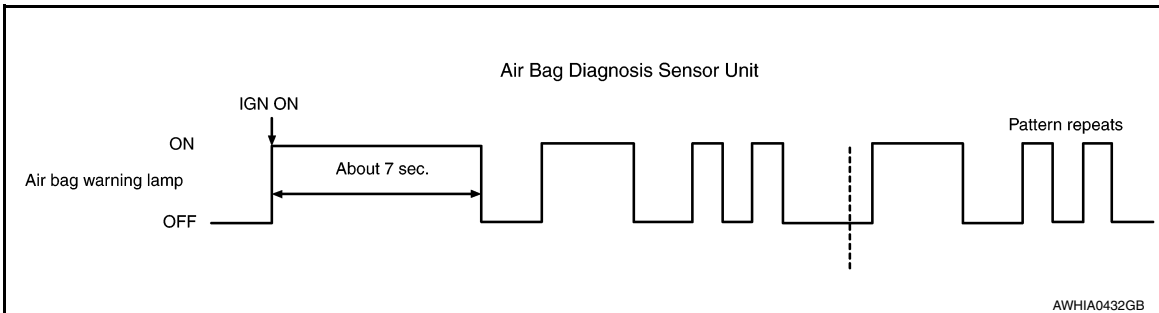 Air Bag Diagnosis Sensor Unit
IGN ON
Pattern repeats
ON
About 7 sec.
Air bag warning lamp
OFF
AWHIA0432GB